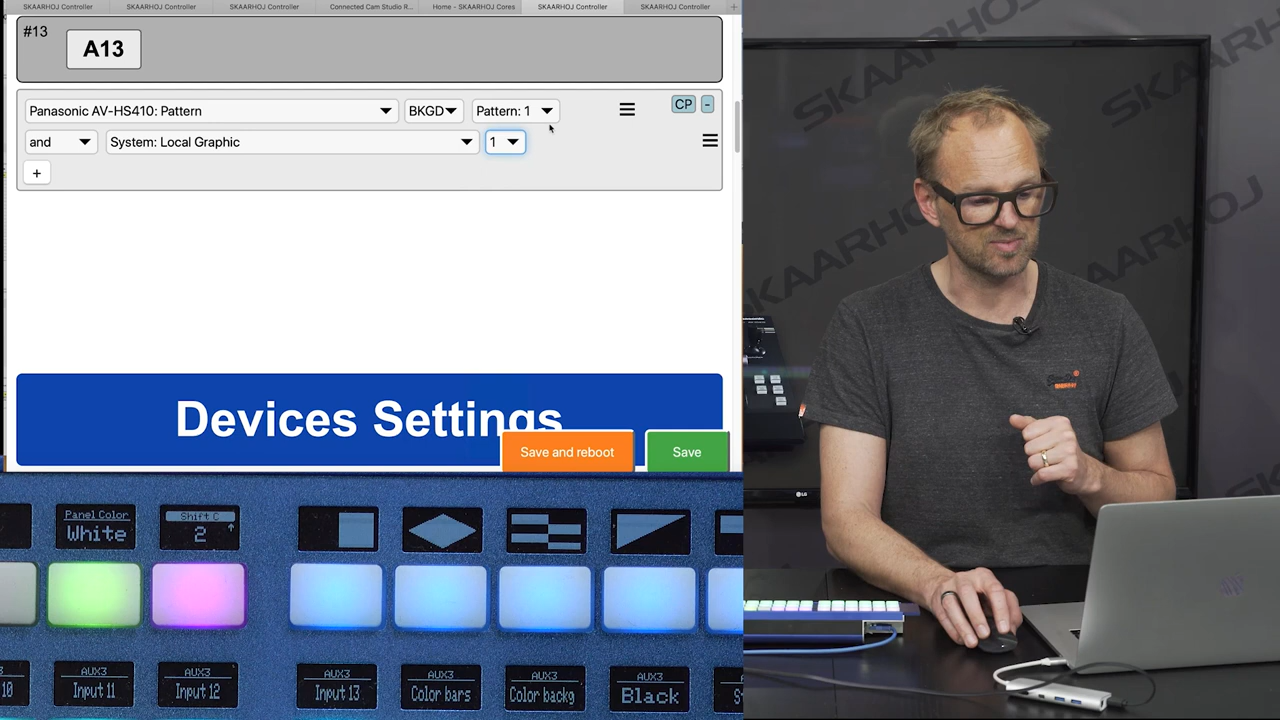 SKAARHOJ Controller
SKAARHOJ Controller
SKAARHOJ Controller
Connected Cam Studio R...
Home - SKAARHOJ Cores
SKAARHOJ Controller
SKAARHOJ Controller
+
#13
A13
Panasonic AV-HS410: Pattern
BKGD
Pattern: 1
CP
-
and
System: Local Graphic
1
+
Devices Settings
Save and reboot
Save
Panel Color
White
Shift C
2
10
AUX3
Input 11
AUX3
Input 12
AUX3
Input 13
AUX3
Color bars
AUX3
Color backg
AUX3
Black
SKAARHOJ
SKAARHOJ
SKAARHOJ
SKAARHOJ
LG